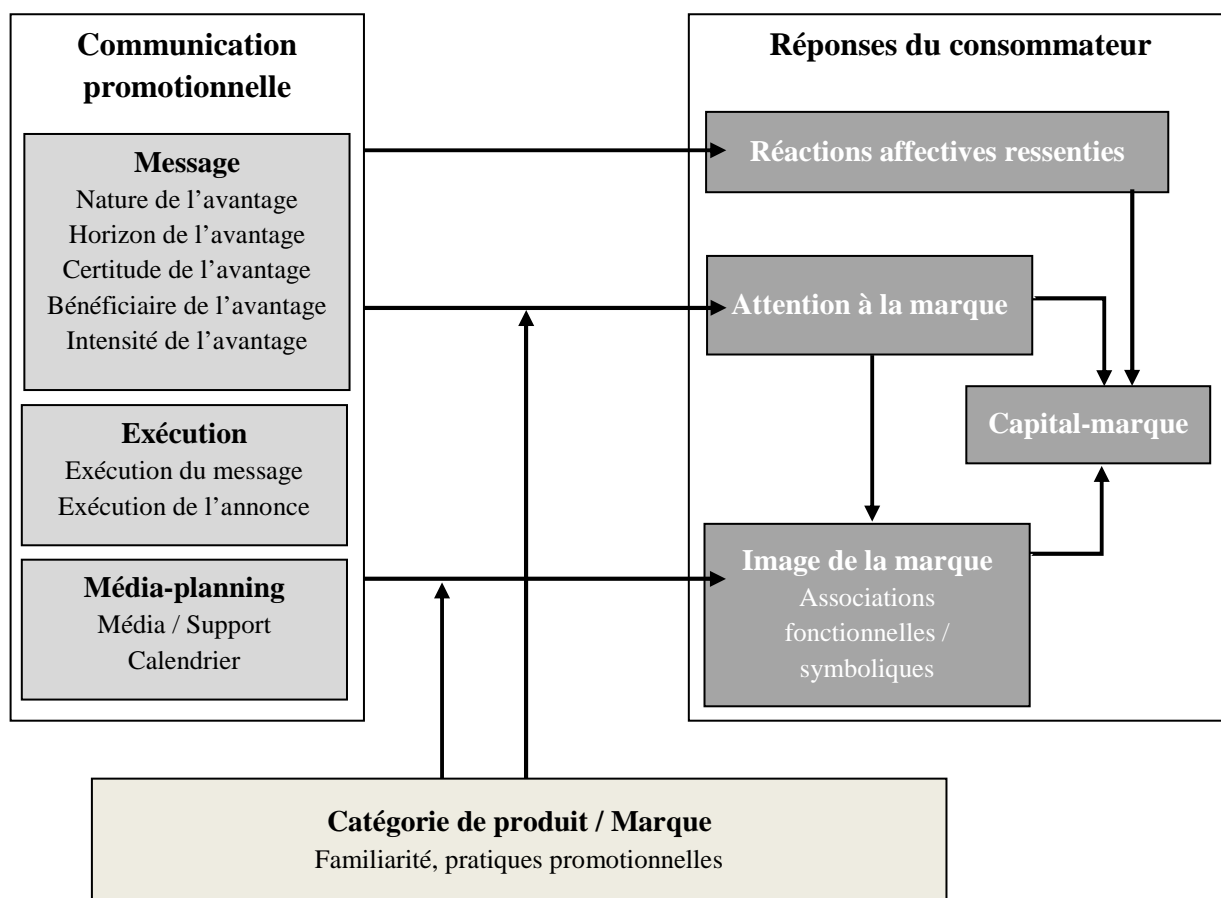 Communication
promotionnelle
Message
Nature de l’avantage
Horizon de l’avantage
Certitude de l’avantage
Bénéficiaire de l’avantage
Intensité de l’avantage
Exécution
Exécution du message
Exécution de l’annonce
Média-planning
Média / Support
Calendrier
Réponses du consommateur
Réactions affectives ressenties
Attention à la marque
Capital-marque
Image de la marque
Associations
fonctionnelles /
symboliques
Catégorie de produit / Marque
Familiarité, pratiques promotionnelles